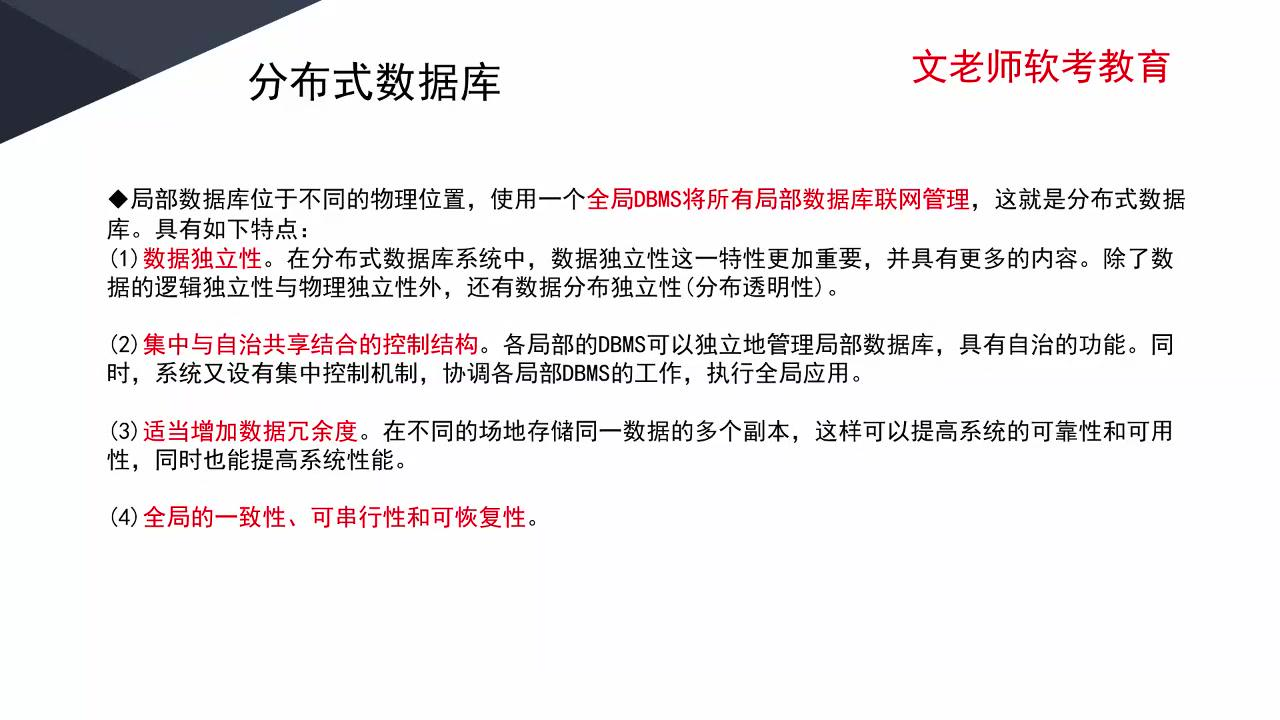 分布式数据库
文老师软考教育
◆局部数据库位于不同的物理位置，使用一个全局DBMS将所有局部数据库联网管理，这就是分布式数据
库。具有如下特点：
(1)数据独立性。在分布式数据库系统中，数据独立性这一特性更加重要，并具有更多的内容。除了数
据的逻辑独立性与物理独立性外，还有数据分布独立性(分布透明性)。
(2)集中与自治共享结合的控制结构。各局部的DBMS可以独立地管理局部数据库，具有自治的功能。同
时，系统又设有集中控制机制，协调各局部DBMS的工作，执行全局应用。
(3)适当增加数据冗余度。在不同的场地存储同一数据的多个副本，这样可以提高系统的可靠性和可用
性，同时也能提高系统性能。
(4)全局的一致性、可串行性和可恢复性。